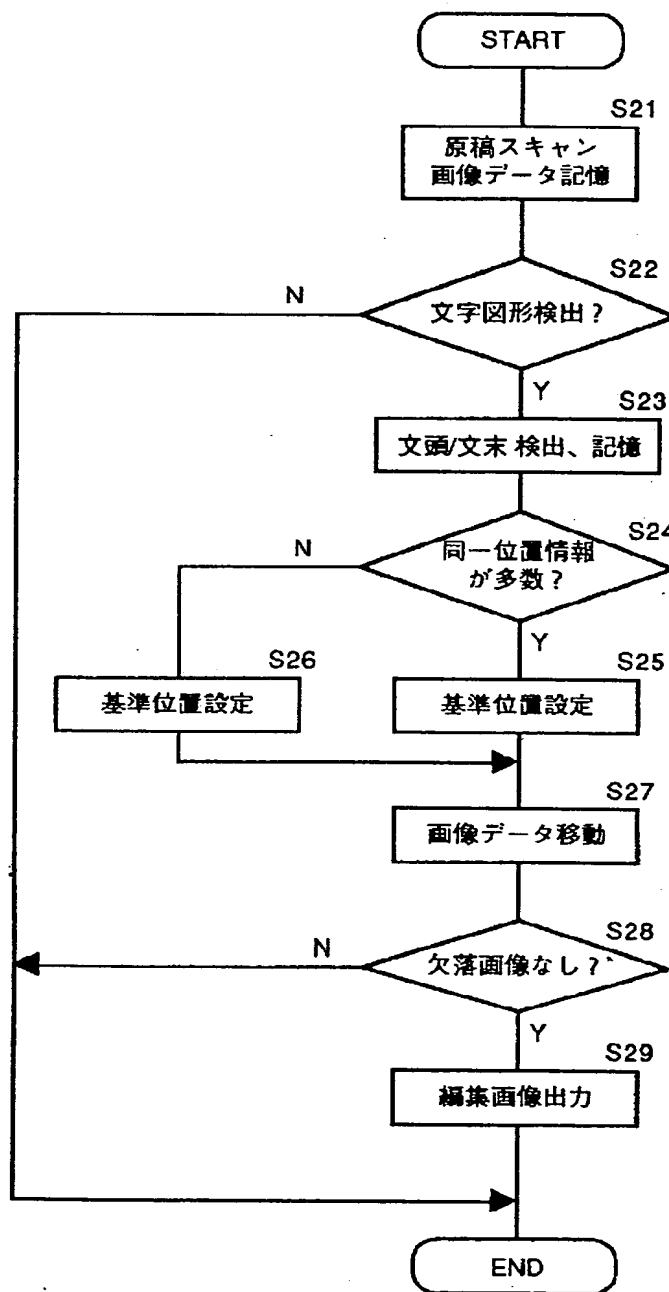 START
S21
原稿スキャン
画像データ記憶
S22
文字図形検出？
N
Y
S23
文頭/文末 検出、記憶
S24
同一位置情報
が多数？
N
Y
S26
基準位置設定
S25
基準位置設定
S27
画像データ移動
S28
欠落画像なし？
N
Y
S29
編集画像出力
END